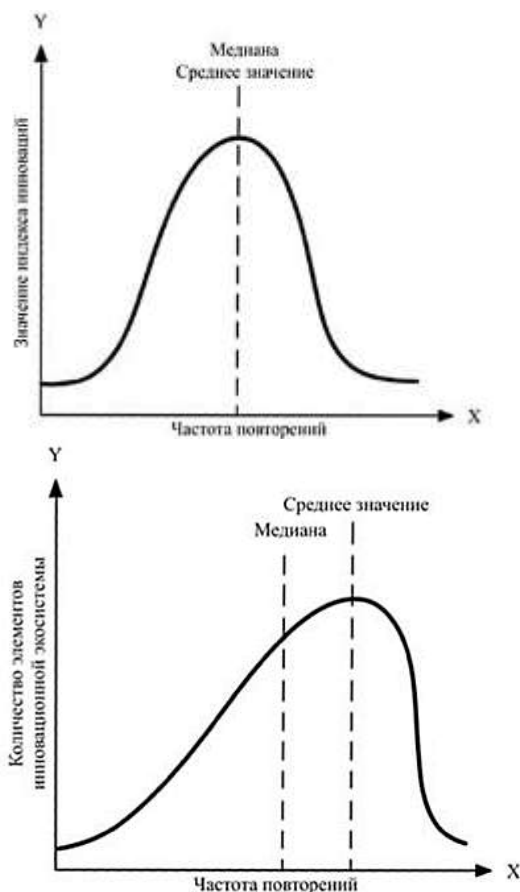 Y
Медиана
Среднее значение
Значение индекса инноваций
X
Частота повторений
Y
Среднее значение
Медиана
Количество элементов
инновационной экосистемы
X
Частота повторений